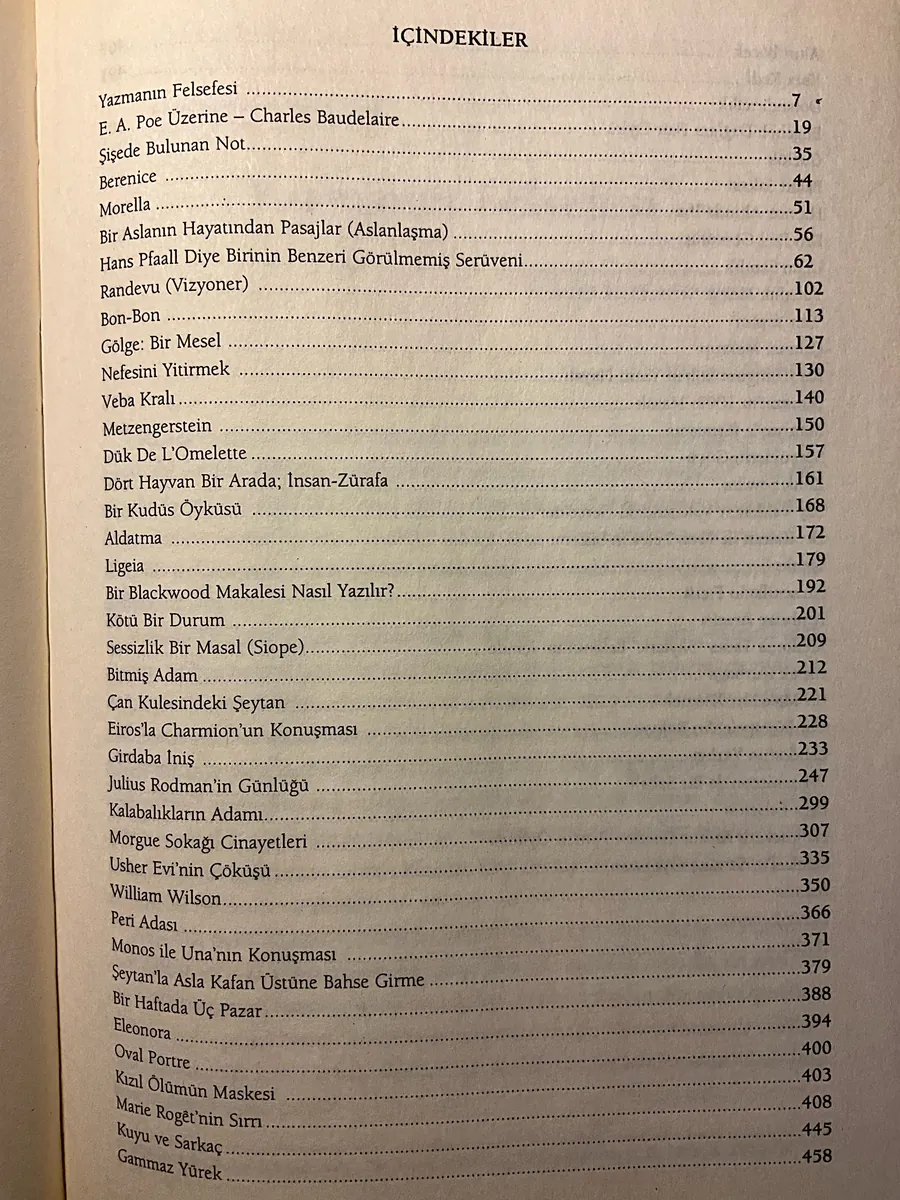 İÇİNDEKİLER
Yazmanın Felsefesi ........ 7
E. A. Poe Üzerine – Charles Baudelaire ........ 19
Şişede Bulunan Not ........ 35
Berenice ........ 44
Morella ........ 51
Bir Aslanın Hayatından Pasajlar (Aslanlaşma) ........ 56
Hans Pfaall Diye Birinin Benzeri Görülmemiş Serüveni ........ 62
Randevu (Vizyoner) ........ 102
Bon-Bon ........ 113
Gölge: Bir Mesel ........ 127
Nefesini Yitirmek ........ 130
Veba Kralı ........ 140
Metzengerstein ........ 150
Dük De L'Omelette ........ 157
Dört Hayvan Bir Arada; İnsan-Zürafa ........ 161
Bir Kudüs Öyküsü ........ 168
Aldatma ........ 172
Ligeia ........ 179
Bir Blackwood Makalesi Nasıl Yazılır? ........ 192
Kötü Bir Durum ........ 201
Sessizlik Bir Masal (Siope) ........ 209
Bitmiş Adam ........ 212
Çan Kulesindeki Şeytan ........ 221
Eiros'la Charmion'un Konuşması ........ 228
Girdaba İniş ........ 233
Julius Rodman'in Günlüğü ........ 247
Kalabalıkların Adamı ........ 299
Morgue Sokağı Cinayetleri ........ 307
Usher Evi'nin Çöküşü ........ 335
William Wilson ........ 350
Peri Adası ........ 366
Monos ile Una'nın Konuşması ........ 371
Şeytan'la Asla Kafan Üstüne Bahse Girme ........ 379
Bir Haftada Üç Pazar ........ 388
Eleonora ........ 394
Oval Portre ........ 400
Kızıl Ölümün Maskesi ........ 403
Marie Rogêt'nin Sırrı ........ 408
Kuyu ve Sarkaç ........ 445
Gammaz Yürek ........ 458